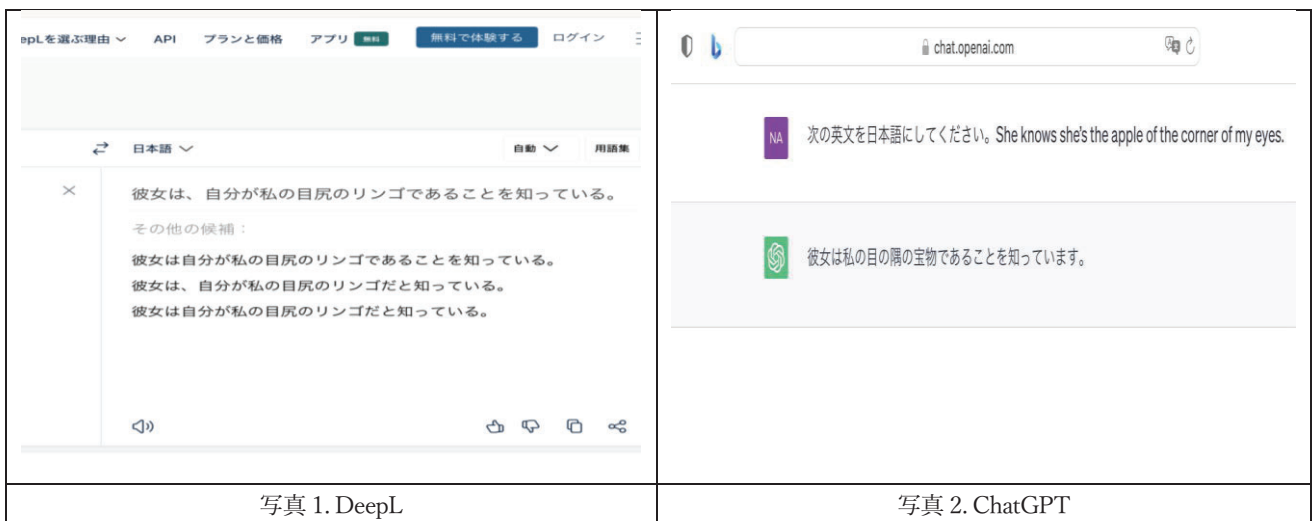 epLを選ぶ理由 API プランと価格 アプリ 無料 無料で体験する ログイン
日本語 自動 用語集
彼女は、自分が私の目尻のリンゴであることを知っている。
その他の候補：
彼女は自分が私の目尻のリンゴであることを知っている。
彼女は、自分が私の目尻のリンゴだと知っている。
彼女は自分が私の目尻のリンゴだと知っている。
写真 1. DeepL
chat.openai.com
NA 次の英文を日本語にしてください。She knows she's the apple of the corner of my eyes.
彼女は私の目の隅の宝物であることを知っています。
写真 2. ChatGPT